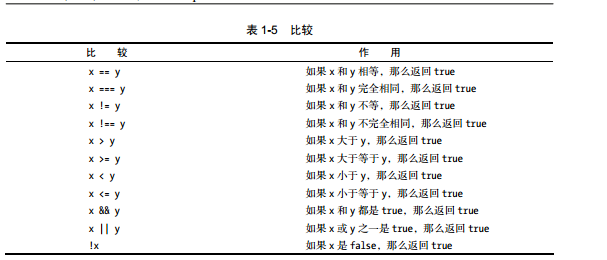 表 1-5 比较
比 较 作 用
x == y 如果 x 和 y 相等，那么返回 true
x === y 如果 x 和 y 完全相同，那么返回 true
x != y 如果 x 和 y 不等，那么返回 true
x !== y 如果 x 和 y 不完全相同，那么返回 true
x > y 如果 x 大于 y，那么返回 true
x >= y 如果 x 大于等于 y，那么返回 true
x < y 如果 x 小于 y，那么返回 true
x <= y 如果 x 小于等于 y，那么返回 true
x && y 如果 x 和 y 都是 true，那么返回 true
x || y 如果 x 或 y 之一是 true，那么返回 true
!x 如果 x 是 false，那么返回 true